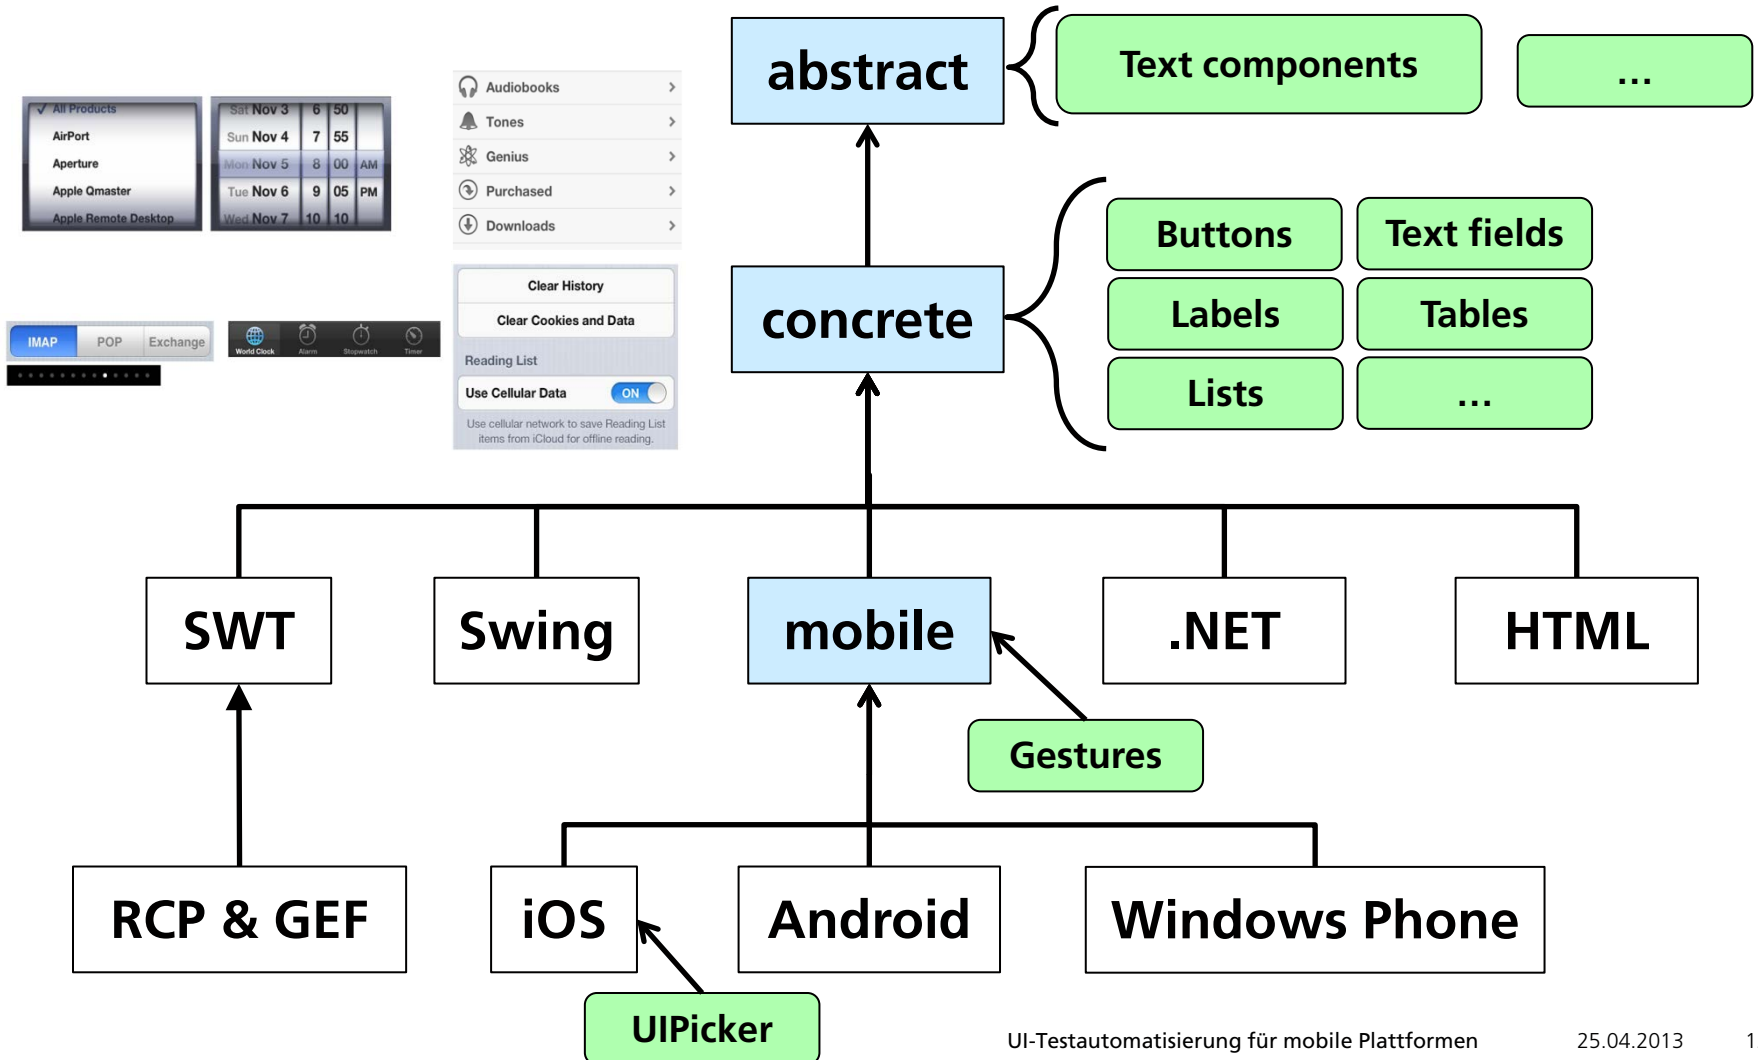 abstract
Text components
...
✓ All Products
AirPort
Aperture
Apple Qmaster
Apple Remote Desktop
Sat Nov 3 6 50
Sun Nov 4 7 55
Mon Nov 5 8 00 AM
Tue Nov 6 9 05 PM
Wed Nov 7 10 10
Audiobooks
Tones
Genius
Purchased
Downloads
concrete
Buttons
Text fields
Labels
Tables
Lists
...
IMAP POP Exchange
World Clock Alarm Stopwatch Timer
Clear History
Clear Cookies and Data
Reading List
Use Cellular Data ON
Use cellular network to save Reading List
items from iCloud for offline reading.
SWT
Swing
mobile
.NET
HTML
Gestures
RCP & GEF
iOS
Android
Windows Phone
UIPicker
UI-Testautomatisierung für mobile Plattformen 25.04.2013 1